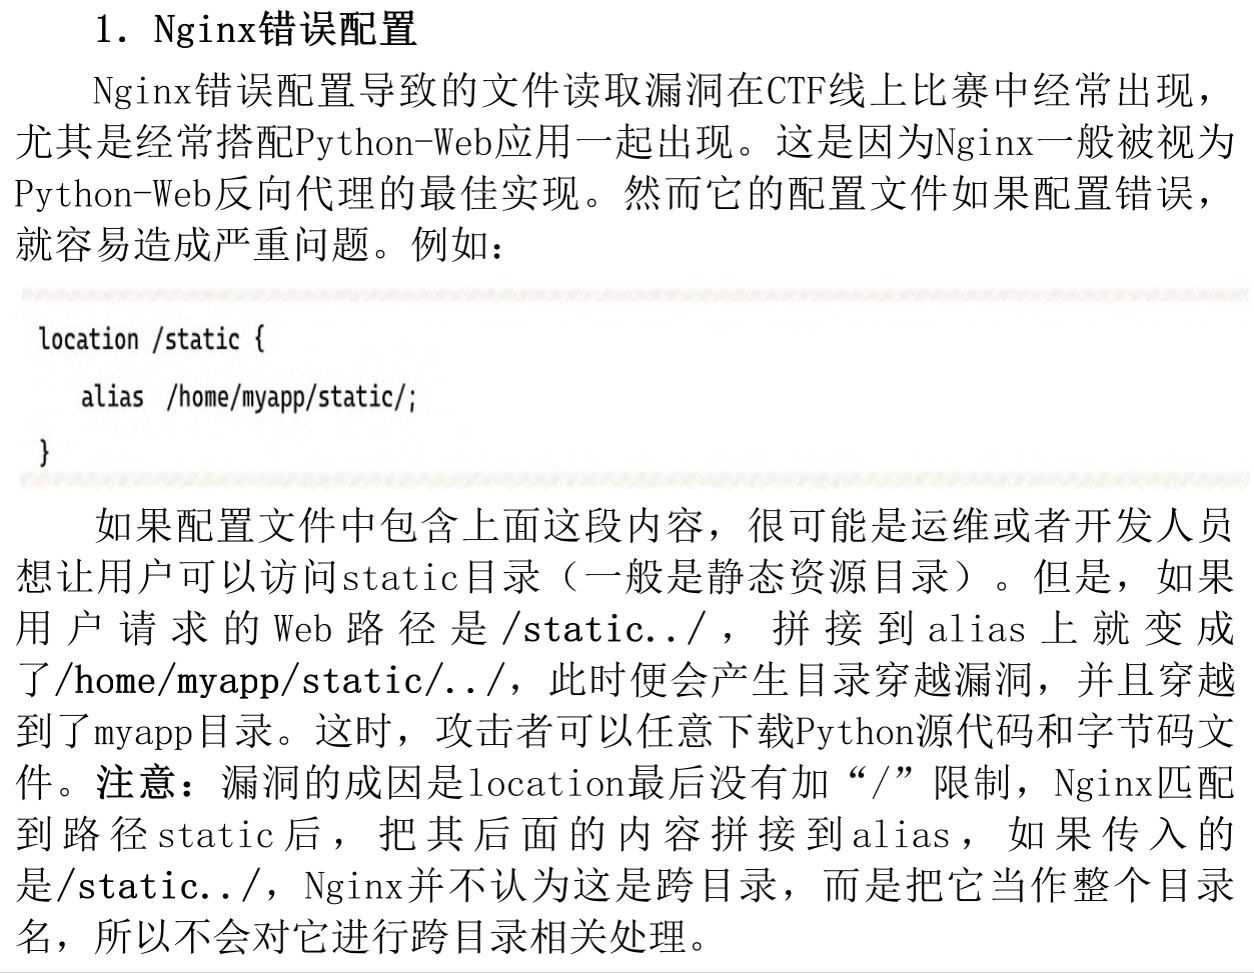 1. Nginx错误配置
Nginx错误配置导致的文件读取漏洞在CTF线上比赛中经常出现，
尤其是经常搭配Python-Web应用一起出现。这是因为Nginx一般被视为
Python-Web反向代理的最佳实现。然而它的配置文件如果配置错误，
就容易造成严重问题。例如：
location /static {
alias /home/myapp/static/;
}
如果配置文件中包含上面这段内容，很可能是运维或者开发人员
想让用户可以访问static目录（一般是静态资源目录）。但是，如果
用户请求的Web路径是/static../，拼接到alias上就变成
了/home/myapp/static/../，此时便会产生目录穿越漏洞，并且穿越
到了myapp目录。这时，攻击者可以任意下载Python源代码和字节码文
件。注意：漏洞的成因是location最后没有加“/”限制，Nginx匹配
到路径static后，把其后面的内容拼接到alias，如果传入的
是/static../，Nginx并不认为这是跨目录，而是把它当作整个目录
名，所以不会对它进行跨目录相关处理。